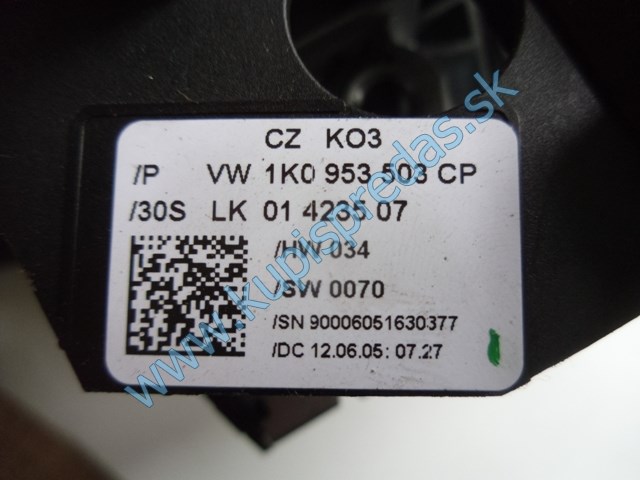 CZ KO3
/P VW 1K0 953 503 CP
/30S LK 01 4235 07
/HW 034
/SW 0070
/SN 90006051630377
/DC 12.06.05: 07.27
www.kupispredas.sk